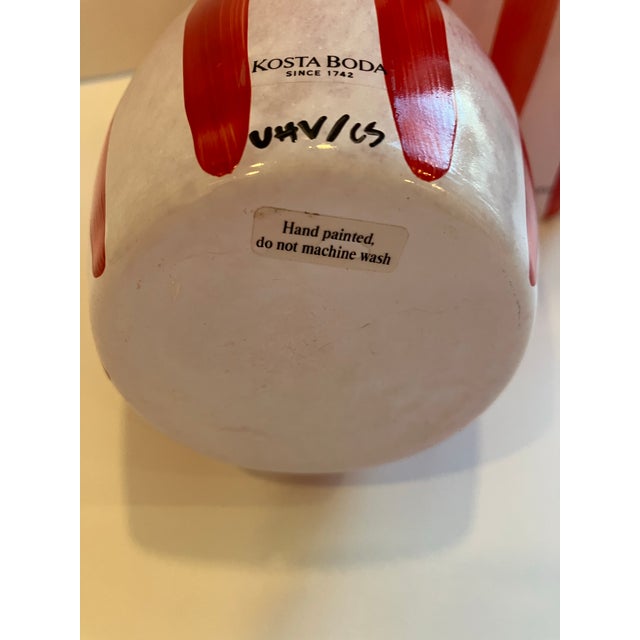 KOSTA BODA
SINCE 1742
UHV/CS
Hand painted,
do not machine wash